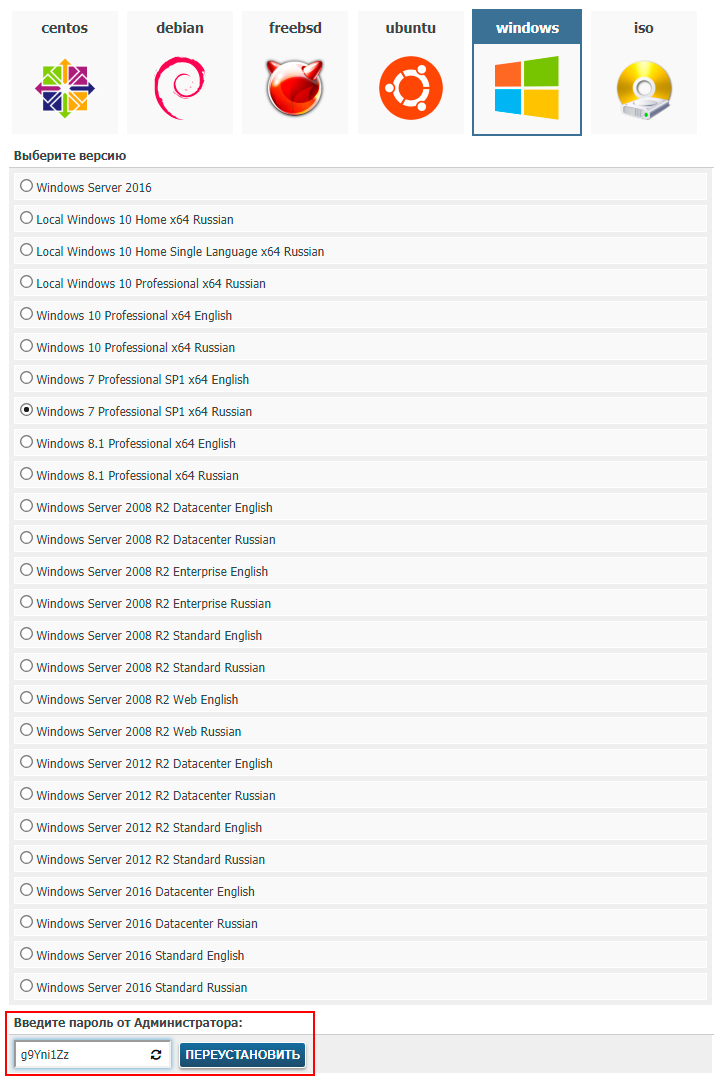 centos debian freebsd ubuntu windows iso
Выберите версию
Windows Server 2016
Local Windows 10 Home x64 Russian
Local Windows 10 Home Single Language x64 Russian
Local Windows 10 Professional x64 Russian
Windows 10 Professional x64 English
Windows 10 Professional x64 Russian
Windows 7 Professional SP1 x64 English
Windows 7 Professional SP1 x64 Russian
Windows 8.1 Professional x64 English
Windows 8.1 Professional x64 Russian
Windows Server 2008 R2 Datacenter English
Windows Server 2008 R2 Datacenter Russian
Windows Server 2008 R2 Enterprise English
Windows Server 2008 R2 Enterprise Russian
Windows Server 2008 R2 Standard English
Windows Server 2008 R2 Standard Russian
Windows Server 2008 R2 Web English
Windows Server 2008 R2 Web Russian
Windows Server 2012 R2 Datacenter English
Windows Server 2012 R2 Datacenter Russian
Windows Server 2012 R2 Standard English
Windows Server 2012 R2 Standard Russian
Windows Server 2016 Datacenter English
Windows Server 2016 Datacenter Russian
Windows Server 2016 Standard English
Windows Server 2016 Standard Russian
Введите пароль от Администратора:
g9Yni1Zz ПЕРЕУСТАНОВИТЬ